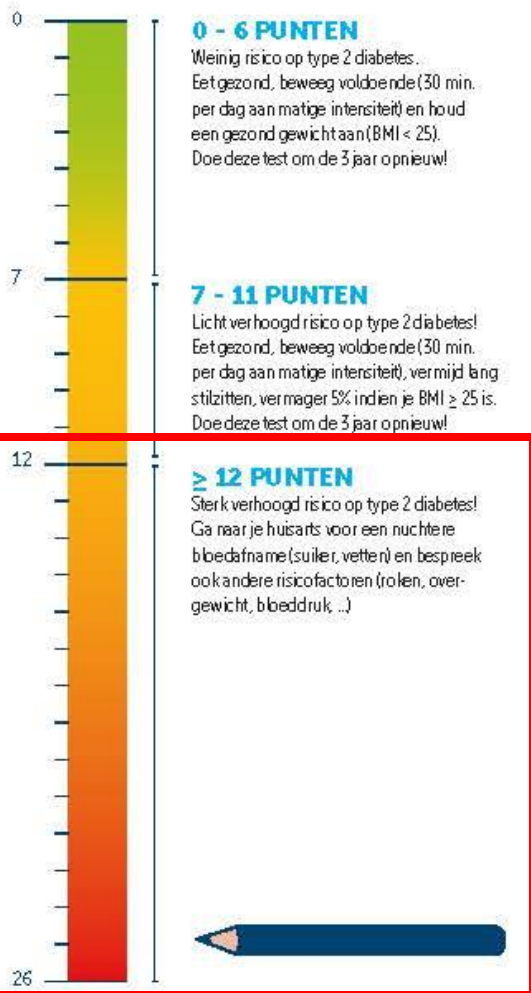 0
0 - 6 PUNTEN
Weinig risico op type 2 diabetes.
Eet gezond, beweeg voldoende (30 min.
per dag aan matige intensiteit) en houd
een gezond gewicht aan (BMI < 25).
Doe deze test om de 3 jaar opnieuw!
7
7 - 11 PUNTEN
Licht verhoogd risico op type 2 diabetes!
Eet gezond, beweeg voldoende (30 min.
per dag aan matige intensiteit), vermijd lang
stilzitten, vermager 5% indien je BMI ≥ 25 is.
Doe deze test om de 3 jaar opnieuw!
12
≥ 12 PUNTEN
Sterk verhoogd risico op type 2 diabetes!
Ga naar je huisarts voor een nuchtere
bloedafname (suiker, vetten) en bespreek
ook andere risicofactoren (roken, over-
gewicht, bloeddruk, ...)
26